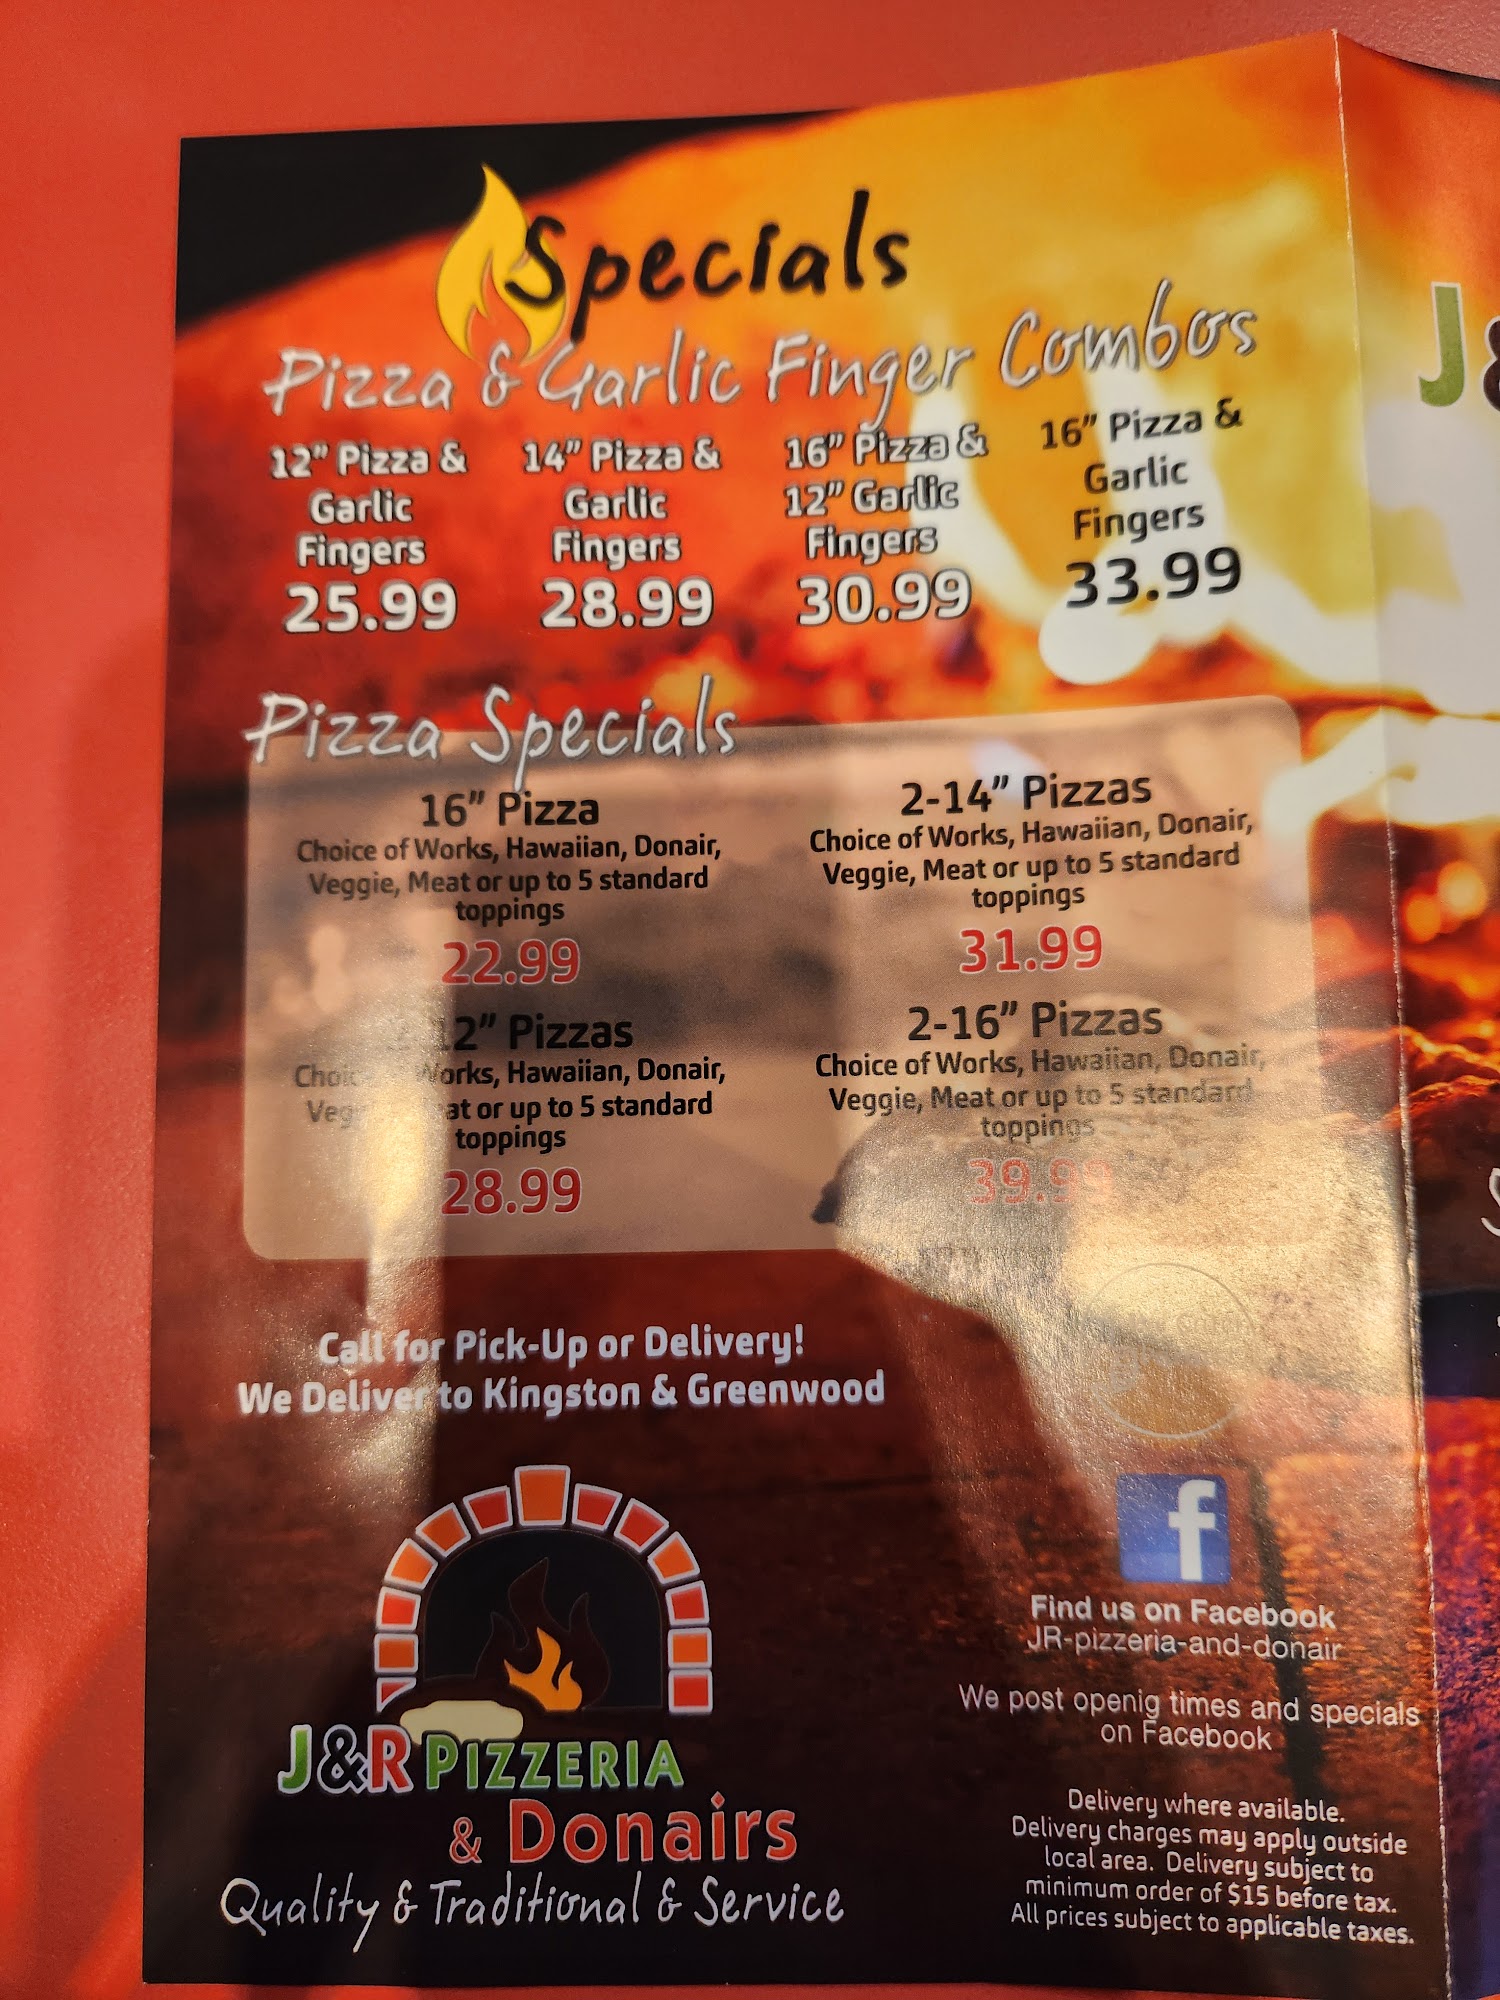 Specials
Pizza & Garlic Finger Combos
12" Pizza &
Garlic
Fingers
25.99
14" Pizza &
Garlic
Fingers
28.99
16" Pizza &
12" Garlic
Fingers
30.99
16" Pizza &
Garlic
Fingers
33.99
Pizza Specials
16" Pizza
Choice of Works, Hawaiian, Donair,
Veggie, Meat or up to 5 standard
toppings
22.99
2-14" Pizzas
Choice of Works, Hawaiian, Donair,
Veggie, Meat or up to 5 standard
toppings
31.99
12" Pizzas
Works, Hawaiian, Donair,
or up to 5 standard
toppings
28.99
2-16" Pizzas
Choice of Works, Hawaiian, Donair,
Veggie, Meat or up to 5 standard
toppings
39.99
Call for Pick-Up or Delivery!
We Deliver to Kingston & Greenwood
f
Find us on Facebook
JR-pizzeria-and-donair
We post openig times and specials
on Facebook
J&R PIZZERIA
& Donairs
Quality & Traditional & Service
Delivery where available.
Delivery charges may apply outside
local area. Delivery subject to
minimum order of $15 before tax.
All prices subject to applicable taxes.
J&